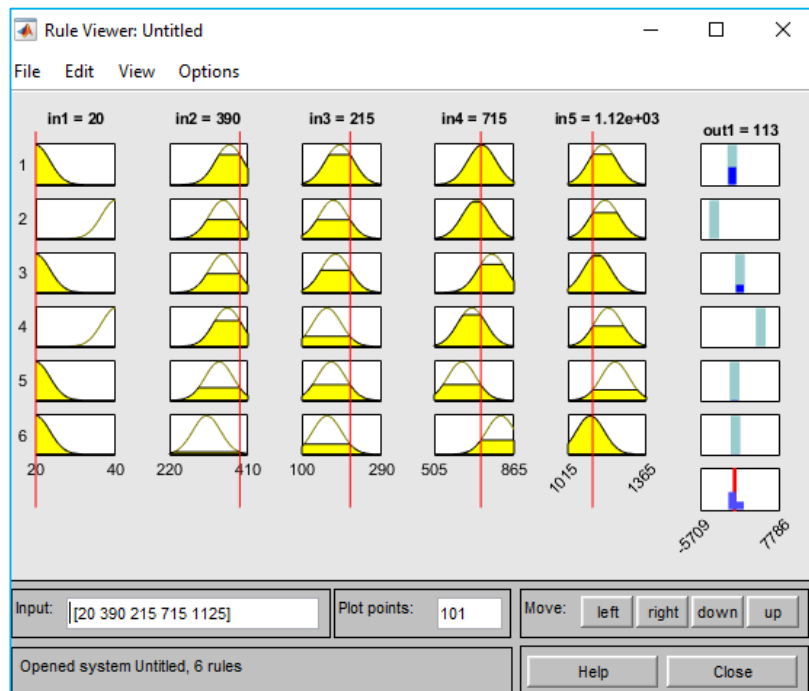 Rule Viewer: Untitled
File Edit View Options
in1 = 20 in2 = 390 in3 = 215 in4 = 715 in5 = 1.12e+03 out1 = 113
1
2
3
4
5
6
20 40 220 410 100 290 505 865 1015 1365
-5709 7786
Input: [20 390 215 715 1125] Plot points: 101 Move: left right down up
Opened system Untitled, 6 rules Help Close